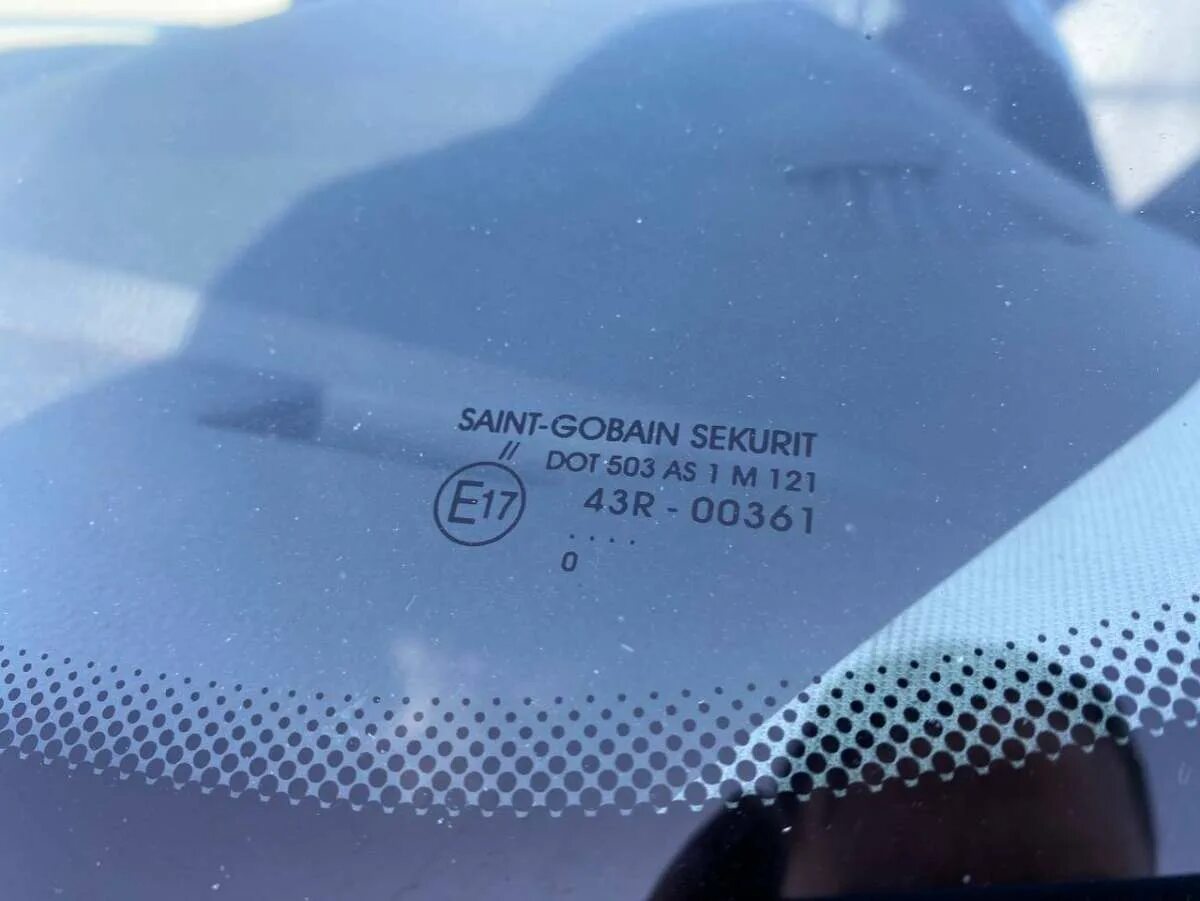 SAINT-GOBAIN SEKURIT
//
DOT 503 AS 1 M 121
E17
43R - 00361
. . . .
0